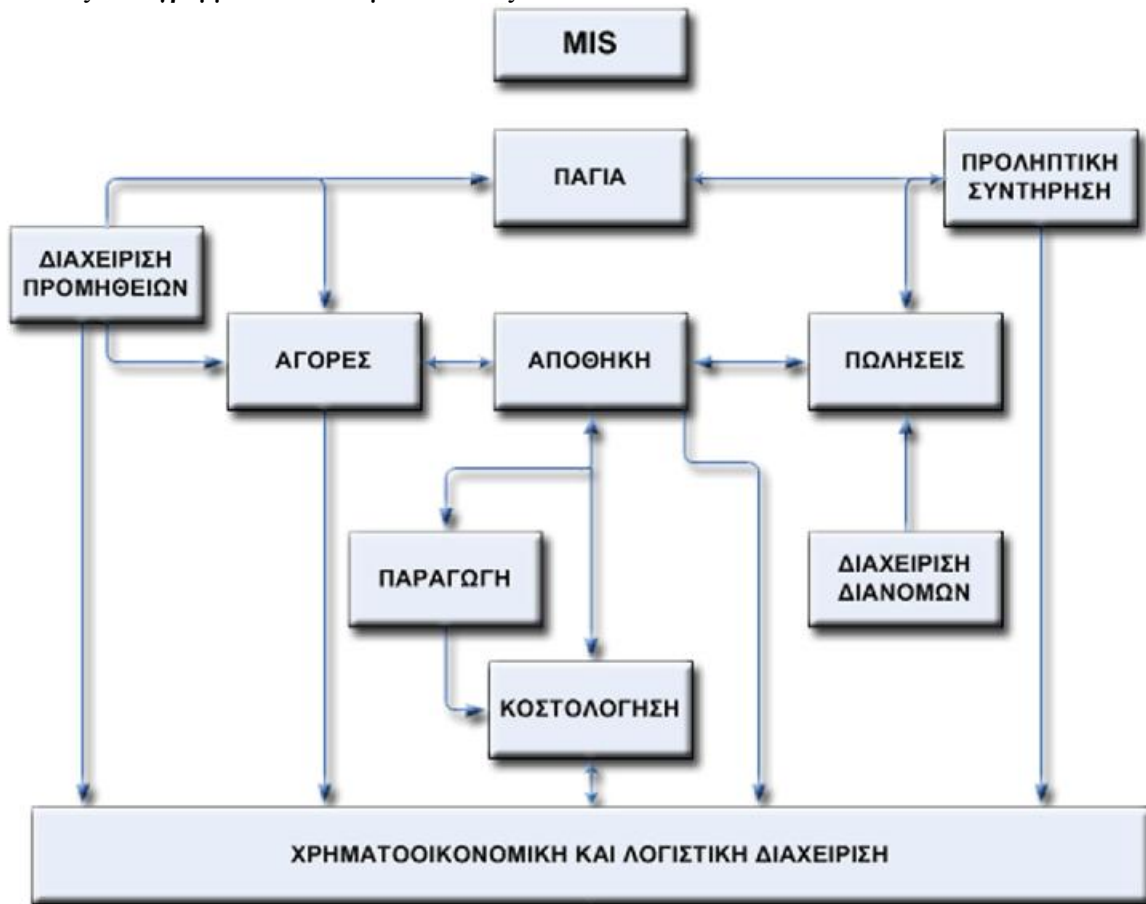 MIS
ΠΑΓΙΑ
ΠΡΟΛΗΠΤΙΚΗ
ΣΥΝΤΗΡΗΣΗ
ΔΙΑΧΕΙΡΙΣΗ
ΠΡΟΜΗΘΕΙΩΝ
ΑΓΟΡΕΣ
ΑΠΟΘΗΚΗ
ΠΩΛΗΣΕΙΣ
ΠΑΡΑΓΩΓΗ
ΔΙΑΧΕΙΡΙΣΗ
ΔΙΑΝΟΜΩΝ
ΚΟΣΤΟΛΟΓΗΣΗ
ΧΡΗΜΑΤΟΟΙΚΟΝΟΜΙΚΗ ΚΑΙ ΛΟΓΙΣΤΙΚΗ ΔΙΑΧΕΙΡΙΣΗ